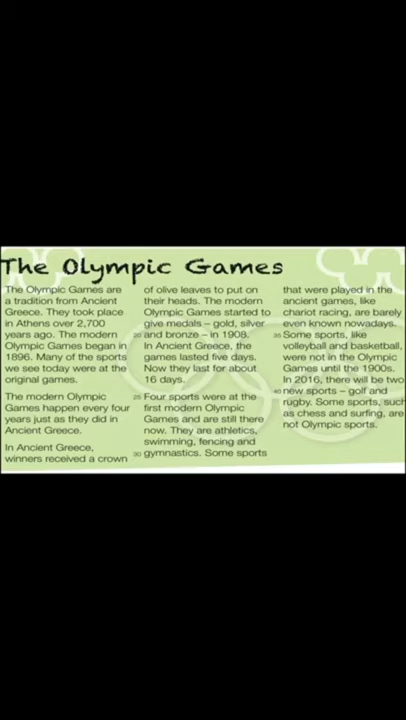 The Olympic Games
The Olympic Games are
a tradition from Ancient
Greece. They took place
in Athens over 2,700
years ago. The modern
Olympic Games began in
1896. Many of the sports
we see today were at the
original games.
The modern Olympic
Games happen every four
years just as they did in
Ancient Greece.
In Ancient Greece,
winners received a crown
of olive leaves to put on
their heads. The modern
Olympic Games started to
give medals – gold, silver
20 and bronze – in 1908.
In Ancient Greece, the
games lasted five days.
Now they last for about
16 days.
25 Four sports were at the
first modern Olympic
Games and are still there
now. They are athletics,
swimming, fencing and
30 gymnastics. Some sports
that were played in the
ancient games, like
chariot racing, are barely
even known nowadays.
35 Some sports, like
volleyball and basketball,
were not in the Olympic
Games until the 1900s.
In 2016, there will be two
40 new sports – golf and
rugby. Some sports, such
as chess and surfing, are
not Olympic sports.